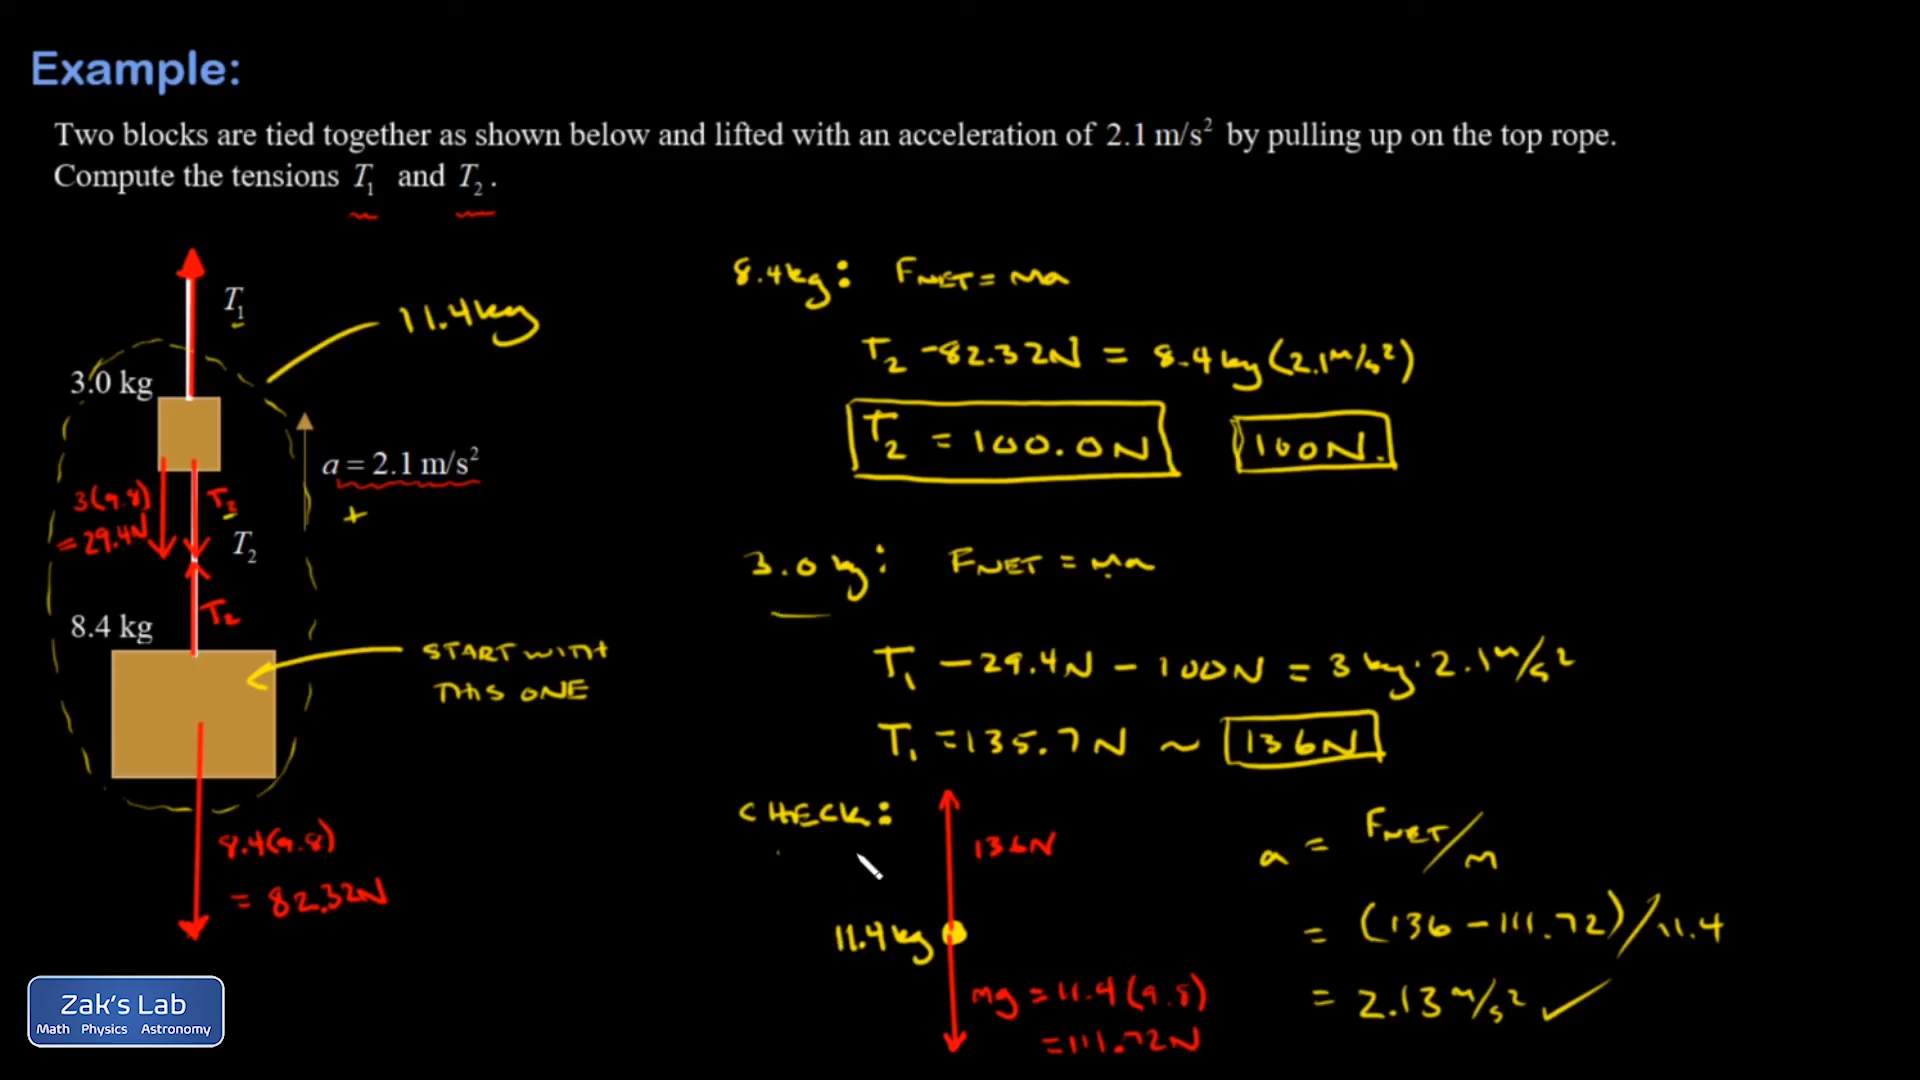 Example:
Two blocks are tied together as shown below and lifted with an acceleration of 2.1 m/s² by pulling up on the top rope.
Compute the tensions T₁ and T₂.
T₁
11.4kg
3.0 kg
a = 2.1 m/s²
+
3(9.8)
= 29.4N
T₂
T₂
T₂
8.4 kg
START WITH
THIS ONE
8.4(9.8)
= 82.32N
8.4kg: FNET = ma
T₂ - 82.32N = 8.4kg(2.1m/s²)
T₂ = 100.0N 100N.
3.0 kg: FNET = ma
T₁ - 29.4N - 100N = 3 kg · 2.1m/s²
T₁ = 135.7N ~ 136N
CHECK:
136N
11.4kg
mg = 11.4(9.8)
= 111.72N
a = FNET/m
= (136 - 111.72)/11.4
= 2.13 m/s² ✓
Zak's Lab
Math Physics Astronomy